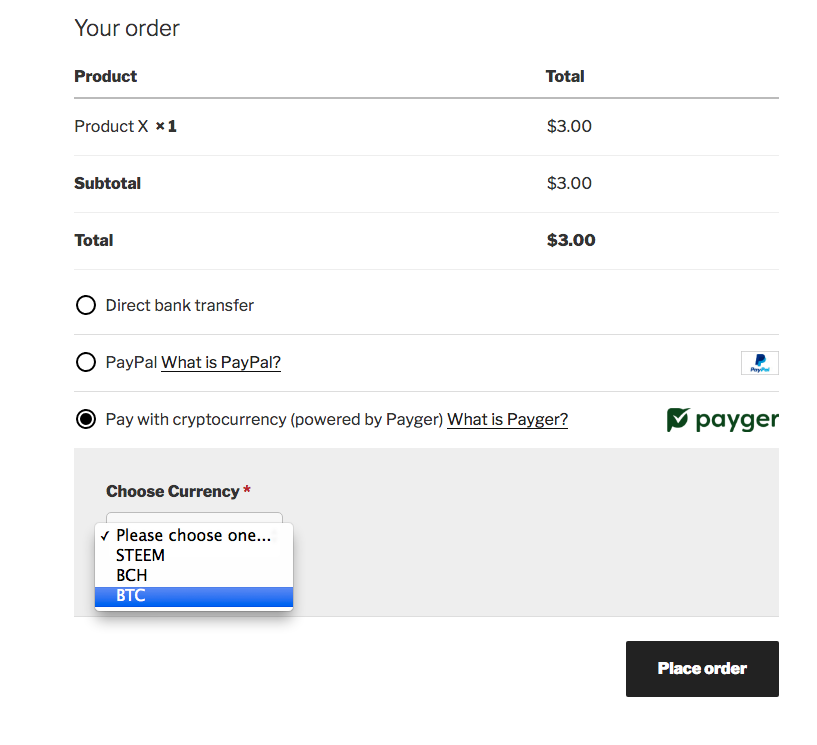 Your order
Product Total
Product X × 1 $3.00
Subtotal $3.00
Total $3.00
Direct bank transfer
PayPal What is PayPal? PayPal
Pay with cryptocurrency (powered by Payger) What is Payger? payger
Choose Currency *
✓ Please choose one...
STEEM
BCH
BTC
Place order